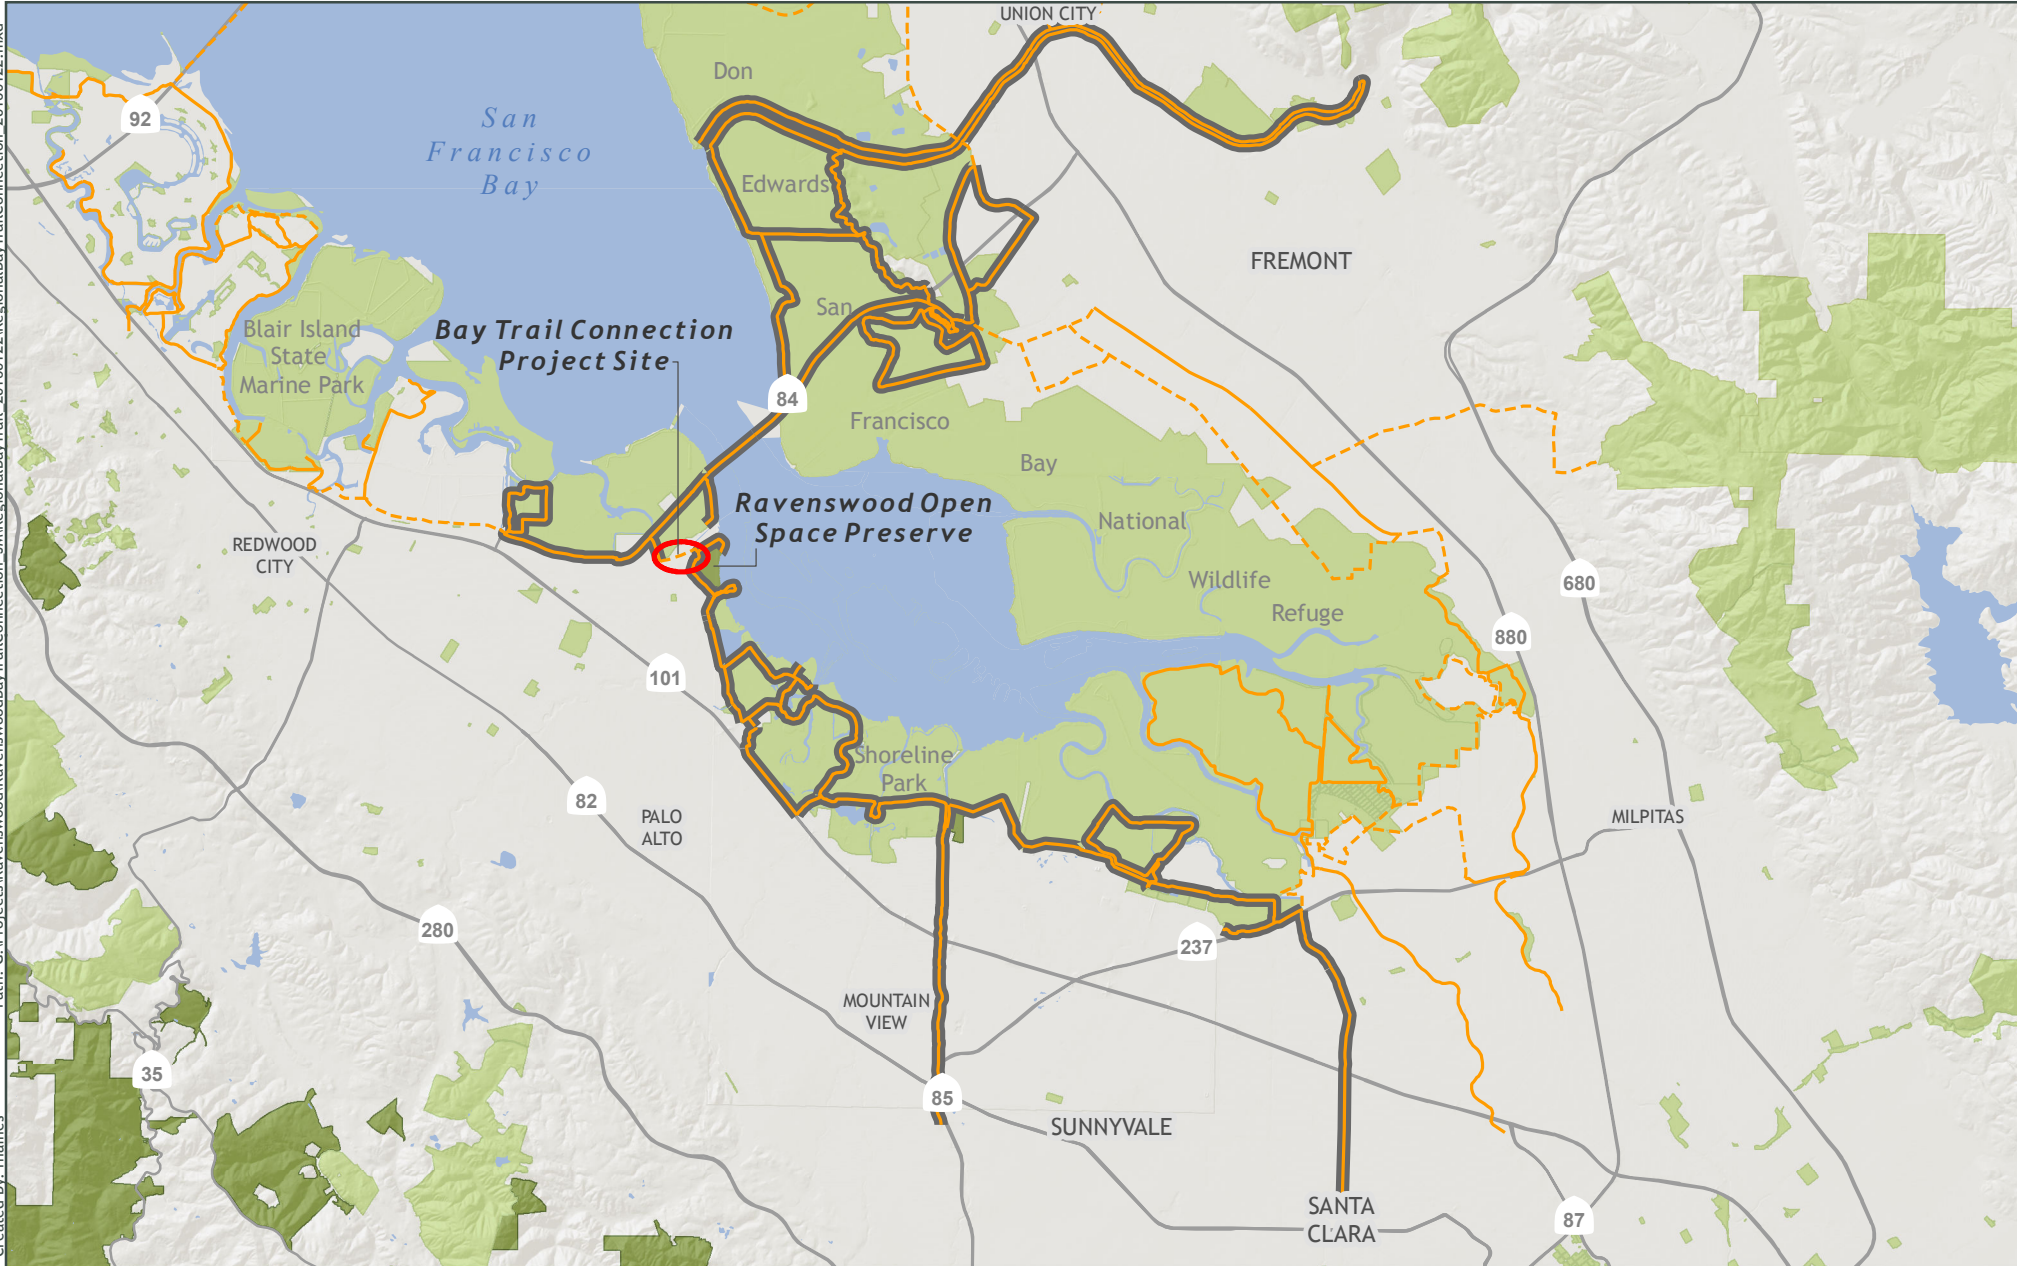 UNION CITY
Don
92
San
Francisco
Bay
Edwards
FREMONT
San
Blair Island
State
Marine Park
Bay Trail Connection
Project Site
84
Francisco
Bay
Ravenswood Open
Space Preserve
National
REDWOOD
CITY
Wildlife
Refuge
680
880
101
Shoreline
Park
82
PALO
ALTO
MILPITAS
280
237
MOUNTAIN
VIEW
35
85
SUNNYVALE
SANTA
CLARA
87